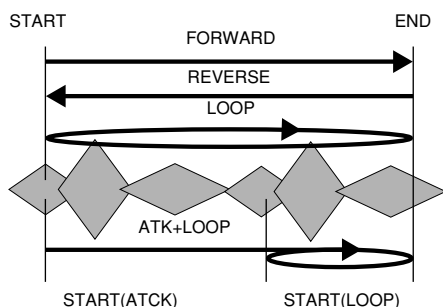 START END
FORWARD
REVERSE
LOOP
ATK+LOOP
START(ATCK) START(LOOP)